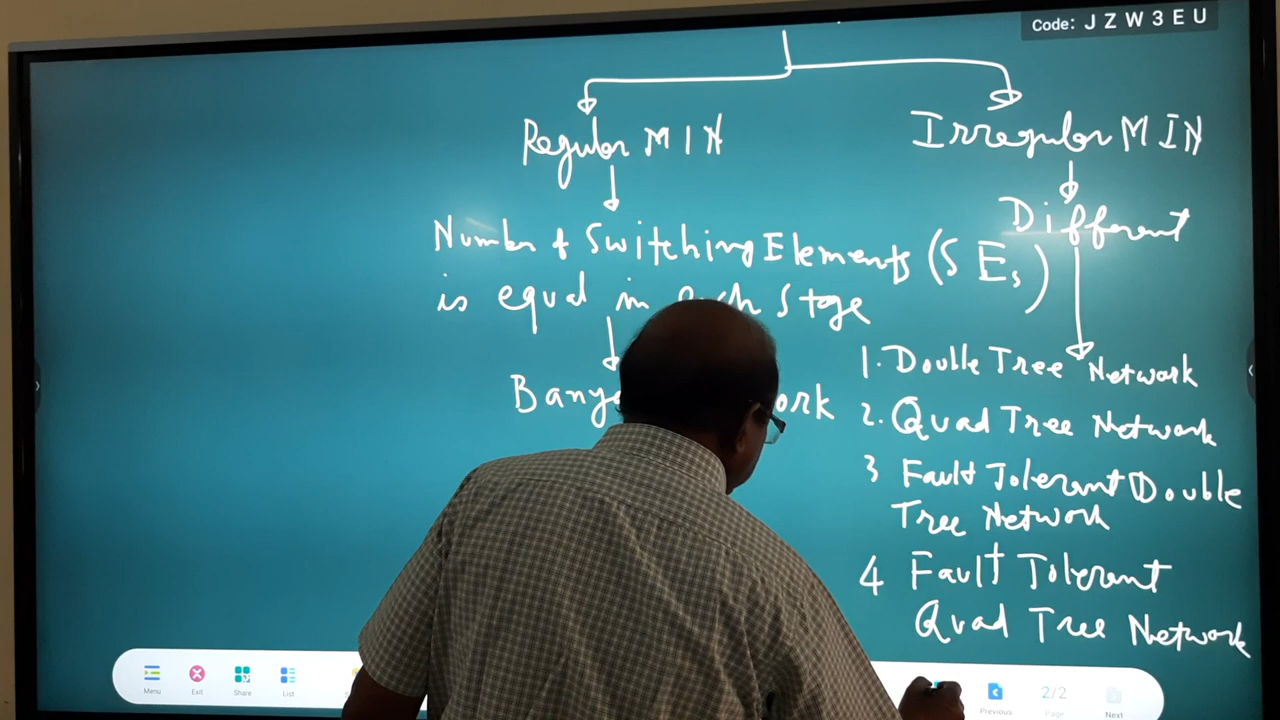 Code: J Z W 3 E U
Regular MIN
Irregular MIN
Number of Switching Elements (SEs)
is equal in each Stage
Different
1. Double Tree Network
2. Quad Tree Network
3 Fault Tolerant Double
Tree Network
4 Fault Tolerant
Quad Tree Network
Menu
Exit
Share
List
Previous
2/2
Page
Next